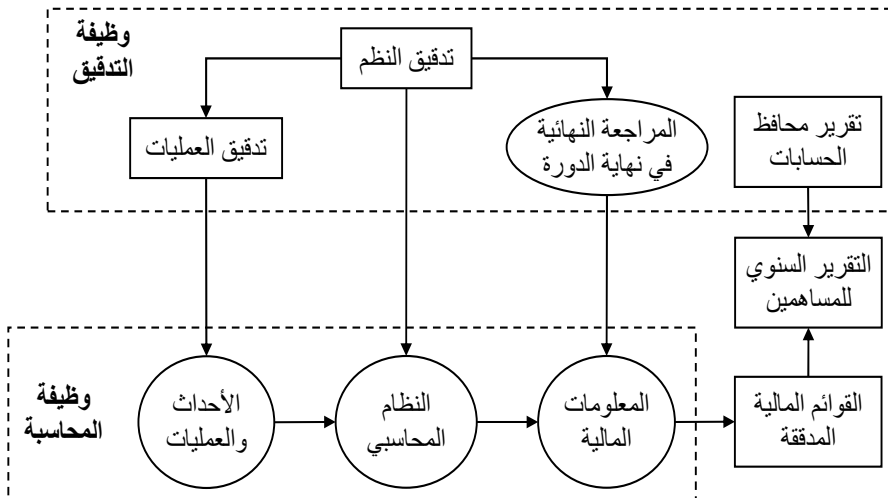 وظيفة
التدقيق
تدقيق النظم
تدقيق العمليات
المراجعة النهائية
في نهاية الدورة
تقرير محافظ
الحسابات
التقرير السنوي
للمساهمين
وظيفة
المحاسبة
الأحداث
والعمليات
النظام
المحاسبي
المعلومات
المالية
القوائم المالية
المدققة